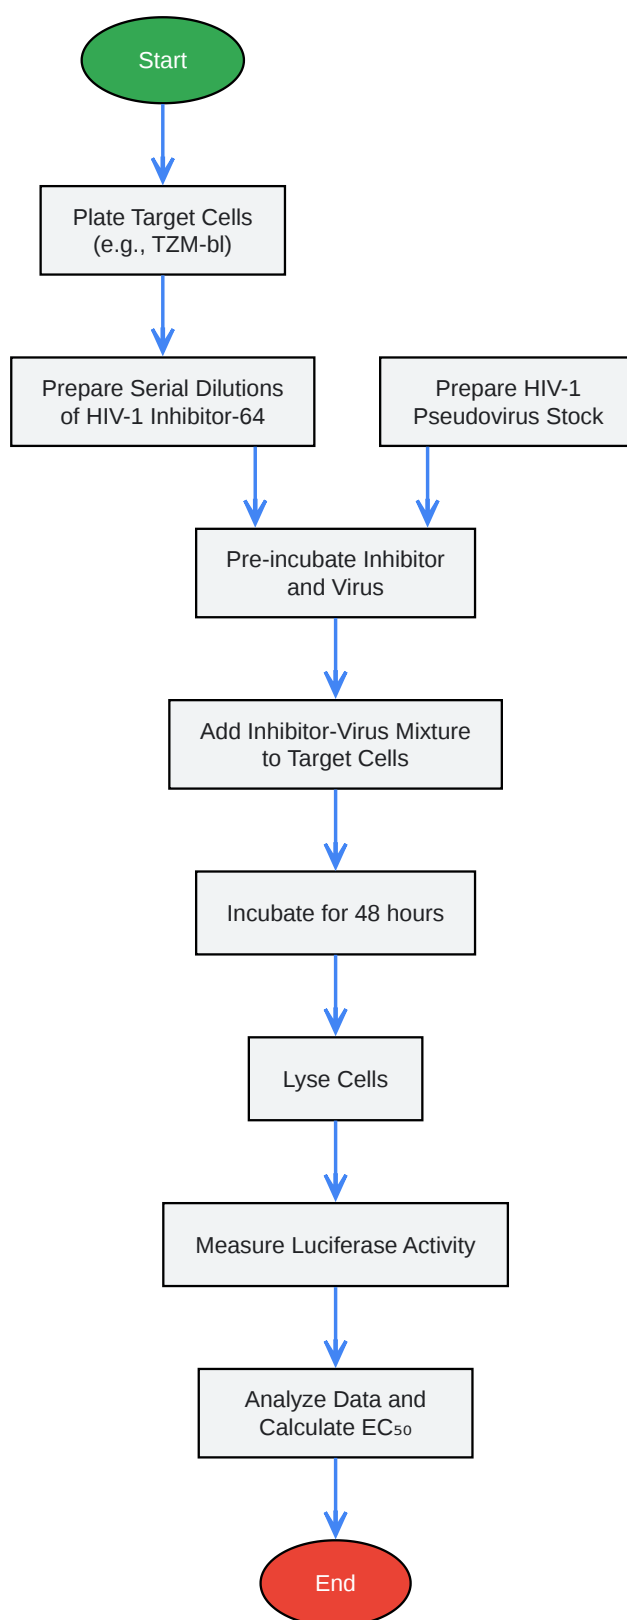 Start
Plate Target Cells
(e.g., TZM-bl)
Prepare Serial Dilutions
of HIV-1 Inhibitor-64
Prepare HIV-1
Pseudovirus Stock
Pre-incubate Inhibitor
and Virus
Add Inhibitor-Virus Mixture
to Target Cells
Incubate for 48 hours
Lyse Cells
Measure Luciferase Activity
Analyze Data and
Calculate EC₅₀
End